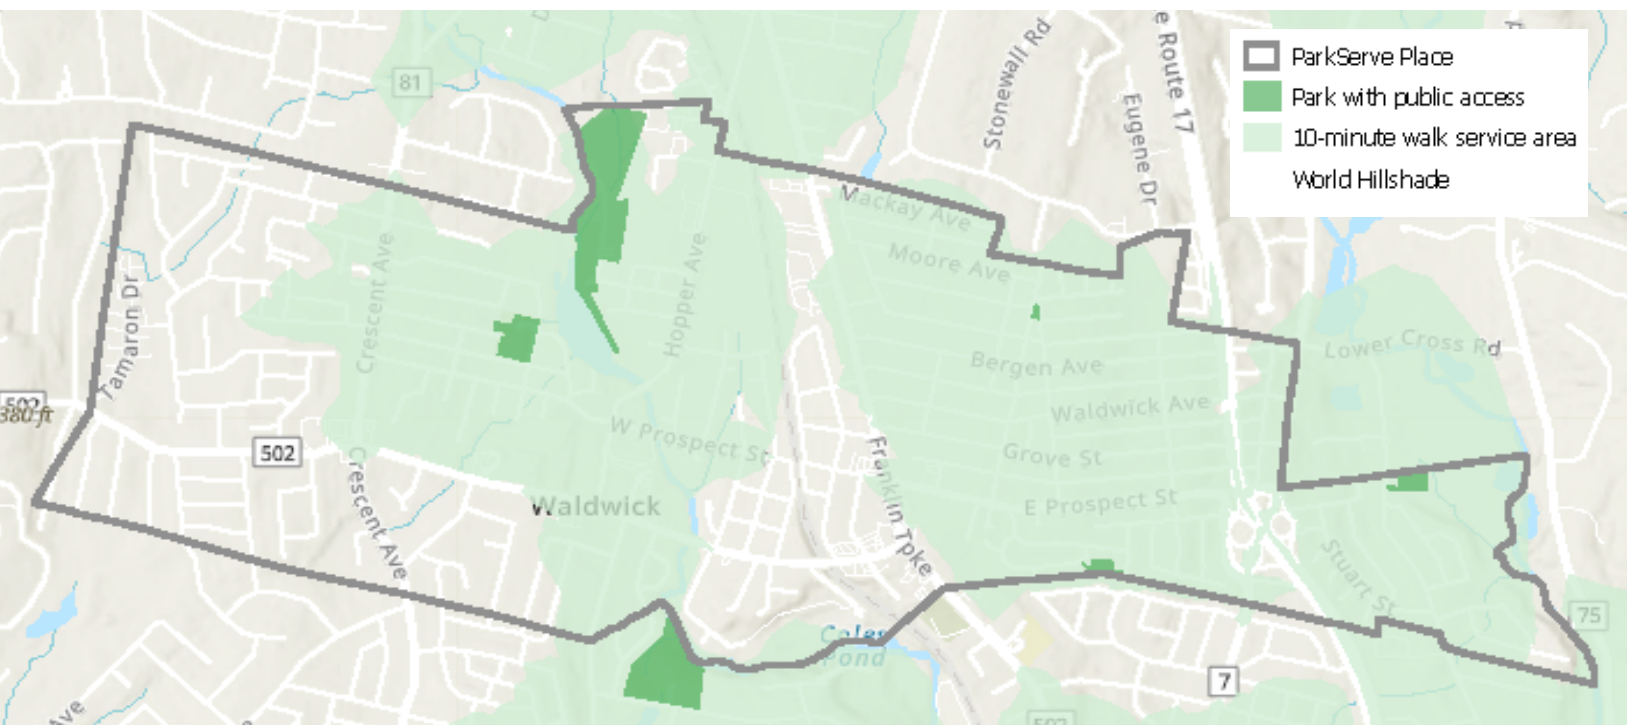 Stonewall Rd
e Route 17
Eugene Dr
ParkServe Place
Park with public access
10-minute walk service area
World Hillshade
81
Mackay Ave
Moore Ave
Crescent Ave
Hopper Ave
Tamaron Dr
Lower Cross Rd
Bergen Ave
Waldwick Ave
502
380 ft
W Prospect St
Grove St
502
Crescent Ave
Franklin Tpke
E Prospect St
Waldwick
Stuart St
75
Coles
Pond
7
Ave
502